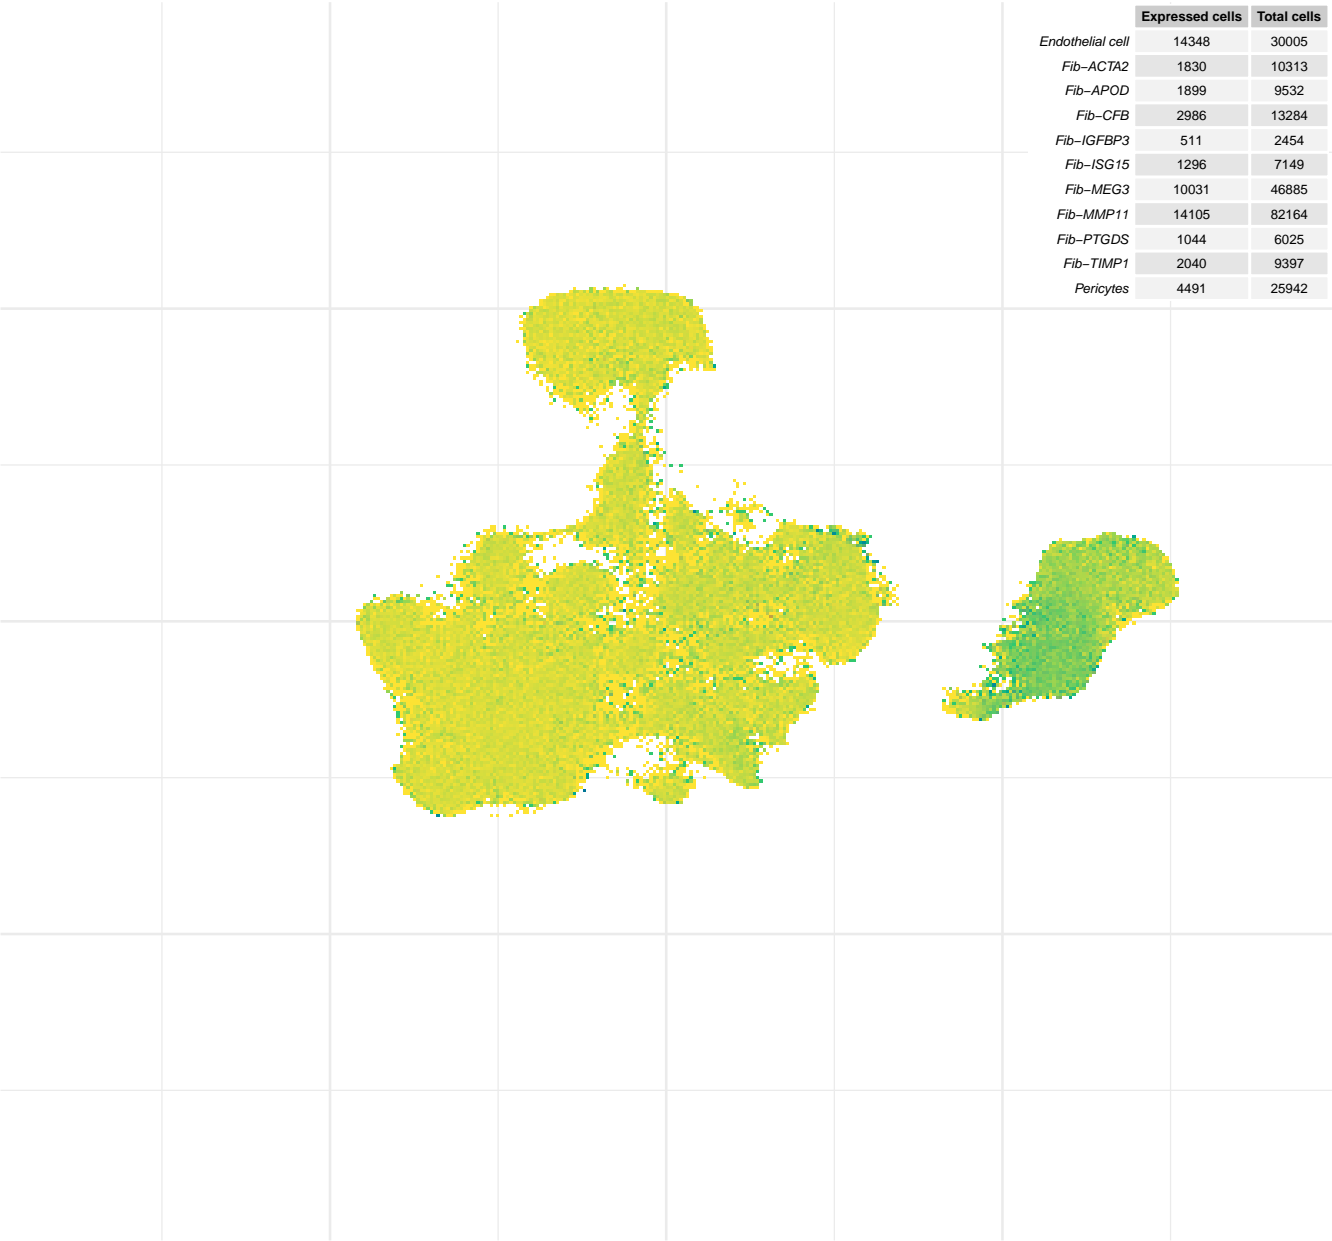 Expressed cells Total cells
Endothelial cell 14348 30005
Fib−ACTA2 1830 10313
Fib−APOD 1899 9532
Fib−CFB 2986 13284
Fib−IGFBP3 511 2454
Fib−ISG15 1296 7149
Fib−MEG3 10031 46885
Fib−MMP11 14105 82164
Fib−PTGDS 1044 6025
Fib−TIMP1 2040 9397
Pericytes 4491 25942